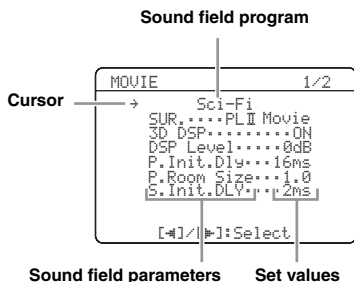 Sound field program
MOVIE 1/2
Cursor
→ Sci-Fi
SUR.····PLⅡ Movie
3D DSP·········ON
DSP Level·····0dB
P.Init.Dly···16ms
P.Room Size···1.0
S.Init.DLY····2ms
[◄]/[►]:Select
Sound field parameters Set values